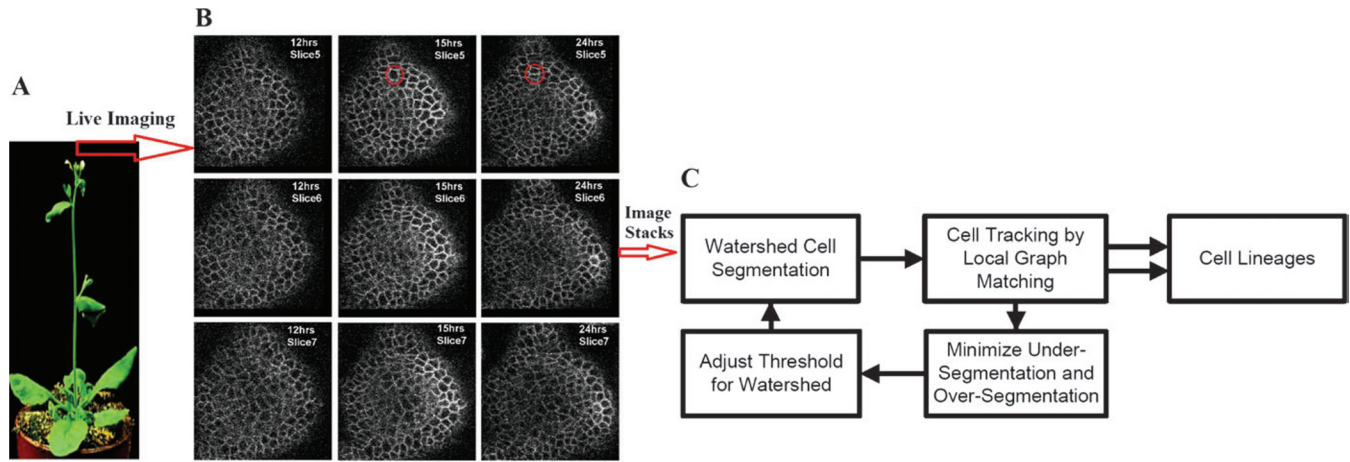 A
Live Imaging
B
12hrs
Slice5
15hrs
Slice5
24hrs
Slice5
12hrs
Slice6
15hrs
Slice6
24hrs
Slice6
12hrs
Slice7
15hrs
Slice7
24hrs
Slice7
Image
Stacks
C
Watershed Cell
Segmentation
Cell Tracking by
Local Graph
Matching
Cell Lineages
Adjust Threshold
for Watershed
Minimize Under-
Segmentation and
Over-Segmentation